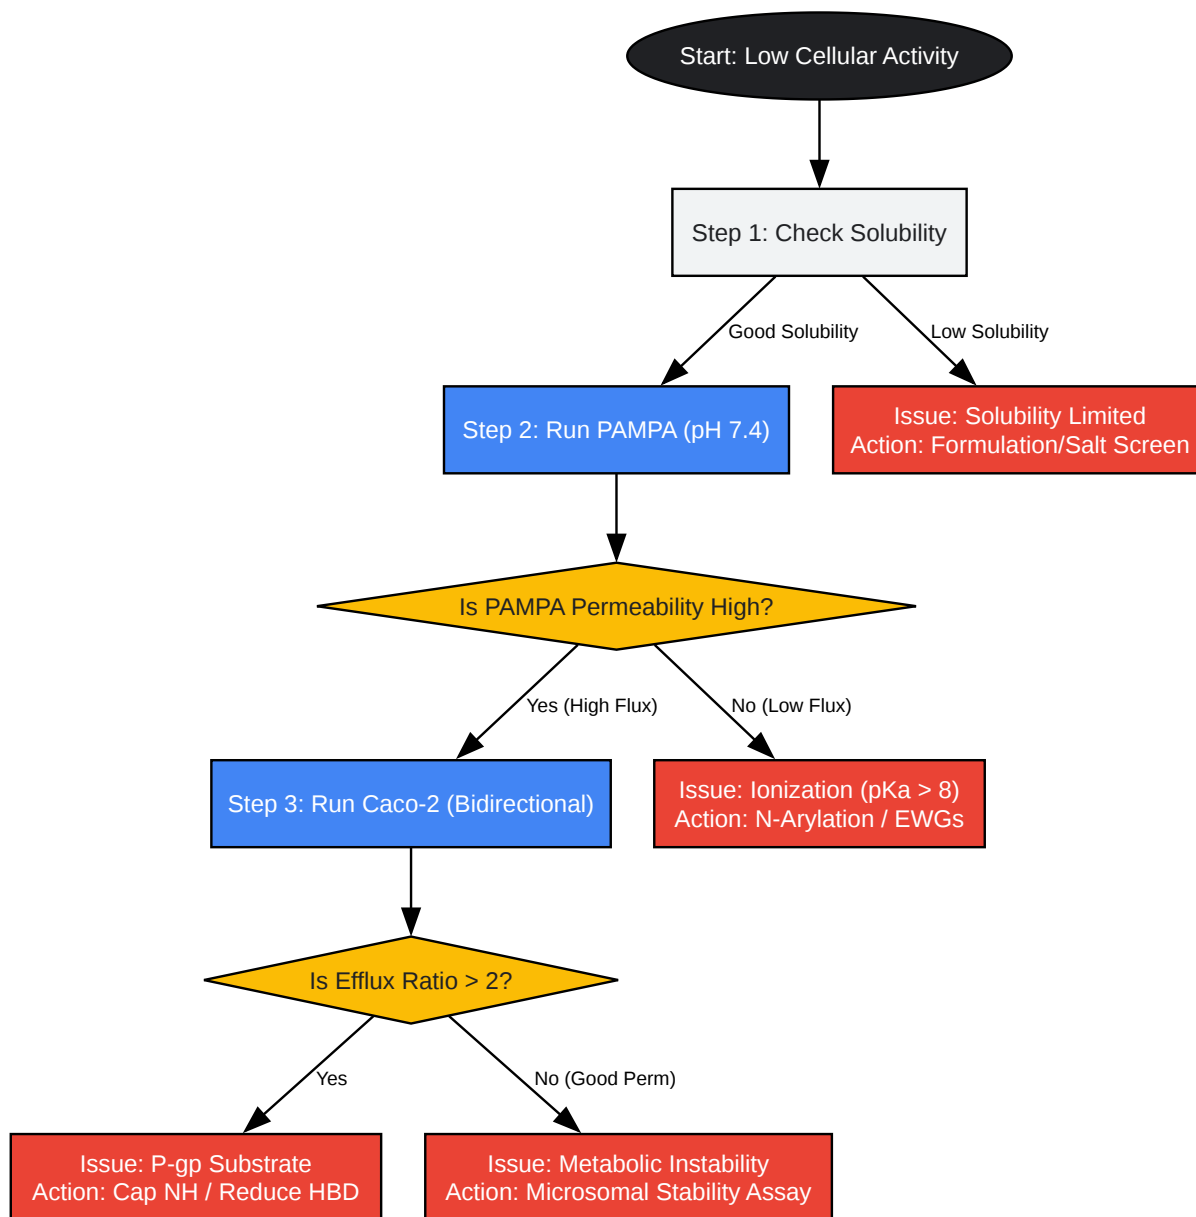 Start: Low Cellular Activity
Step 1: Check Solubility
Good Solubility
Low Solubility
Step 2: Run PAMPA (pH 7.4)
Issue: Solubility Limited
Action: Formulation/Salt Screen
Is PAMPA Permeability High?
Yes (High Flux)
No (Low Flux)
Step 3: Run Caco-2 (Bidirectional)
Issue: Ionization (pKa > 8)
Action: N-Arylation / EWGs
Is Efflux Ratio > 2?
Yes
No (Good Perm)
Issue: P-gp Substrate
Action: Cap NH / Reduce HBD
Issue: Metabolic Instability
Action: Microsomal Stability Assay